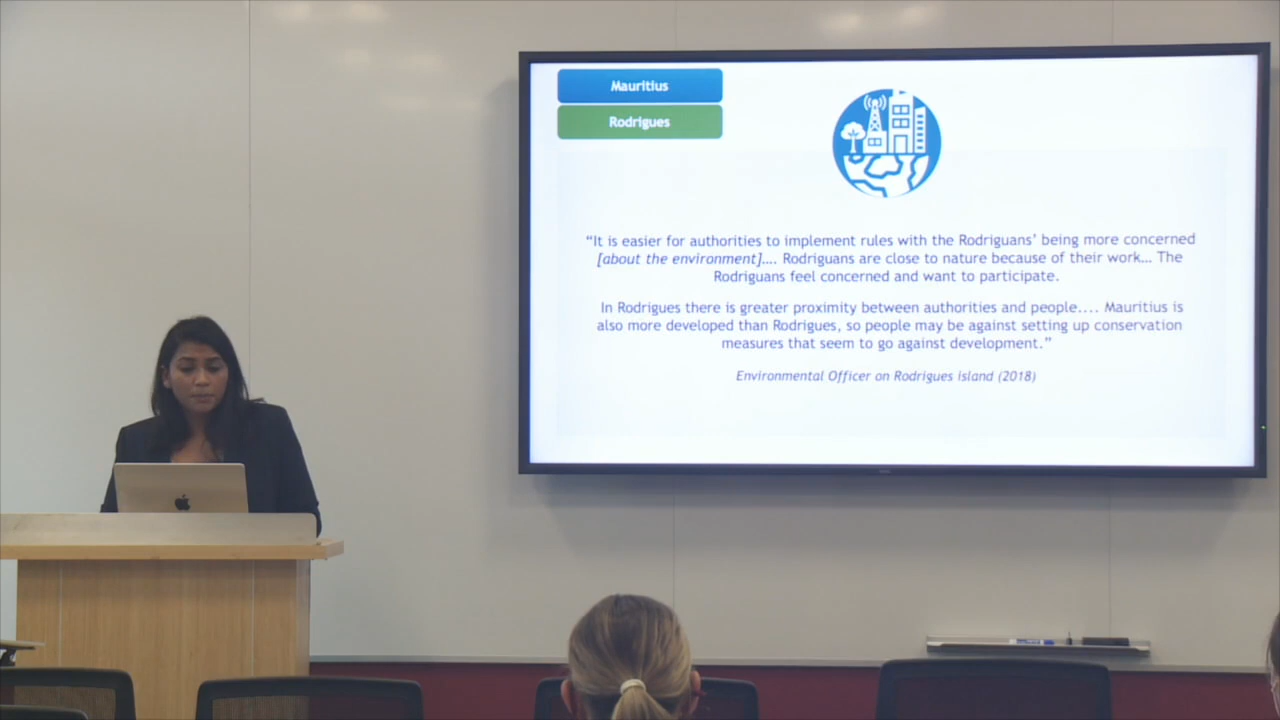 Mauritius
Rodrigues
“It is easier for authorities to implement rules with the Rodriguans’ being more concerned
[about the environment]…. Rodriguans are close to nature because of their work… The
Rodriguans feel concerned and want to participate.
In Rodrigues there is greater proximity between authorities and people.... Mauritius is
also more developed than Rodrigues, so people may be against setting up conservation
measures that seem to go against development.”
Environmental Officer on Rodrigues island (2018)